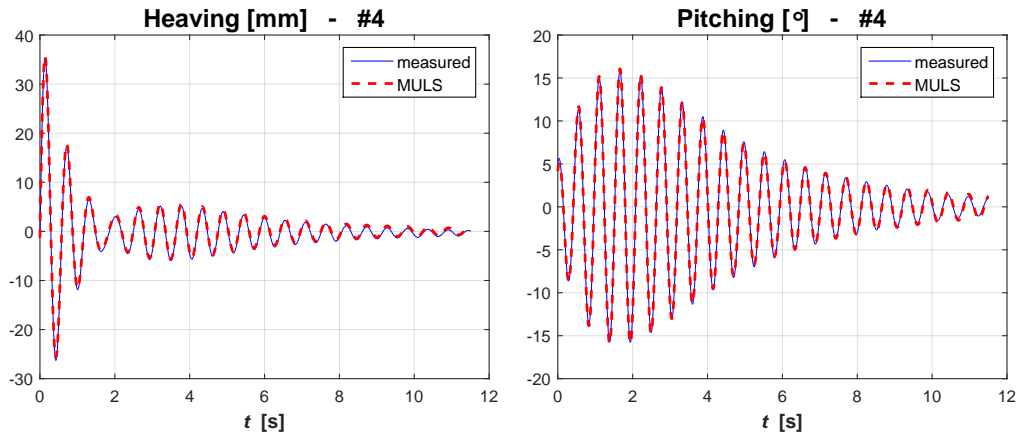 Heaving [mm] - #4
measured
MULS
40
30
20
10
0
-10
-20
-30
0 2 4 6 8 10 12
t [s]
Pitching [°] - #4
measured
MULS
20
15
10
5
0
-5
-10
-15
-20
0 2 4 6 8 10 12
t [s]